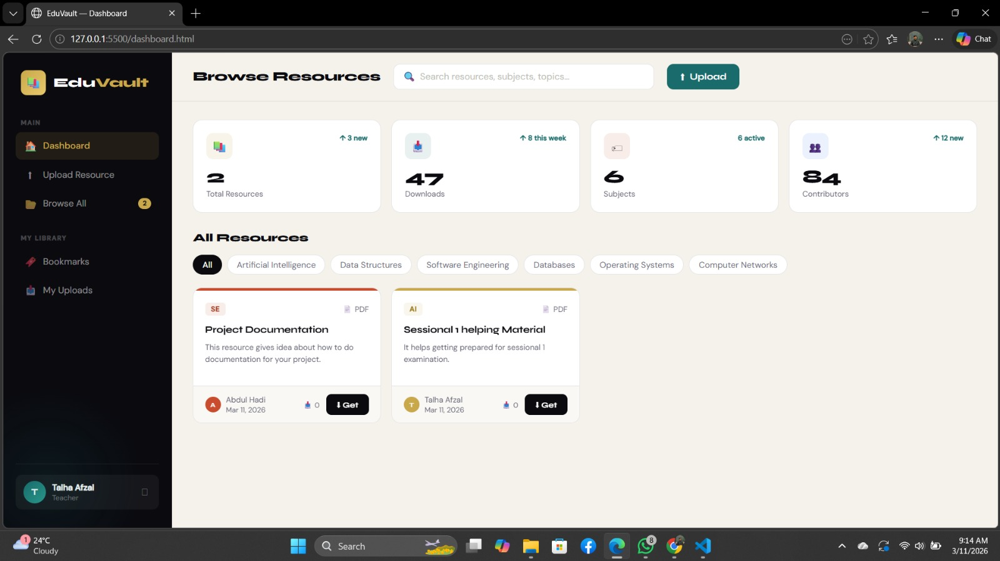 EduVault — Dashboard
127.0.0.1:5500/dashboard.html
Chat
EduVault
MAIN
Dashboard
Upload Resource
Browse All 2
MY LIBRARY
Bookmarks
My Uploads
T
Talha Afzal
Teacher
Browse Resources
Search resources, subjects, topics...
⬆ Upload
↑ 3 new
2
Total Resources
↑ 8 this week
47
Downloads
6 active
6
Subjects
↑ 12 new
84
Contributors
All Resources
All Artificial Intelligence Data Structures Software Engineering Databases Operating Systems Computer Networks
SE PDF
Project Documentation
This resource gives idea about how to do
documentation for your project.
A Abdul Hadi
Mar 11, 2026
0 ⬇ Get
AI PDF
Sessional 1 helping Material
It helps getting prepared for sessional 1
examination.
T Talha Afzal
Mar 11, 2026
0 ⬇ Get
1
24°C
Cloudy
Search
8
9:14 AM
3/11/2026